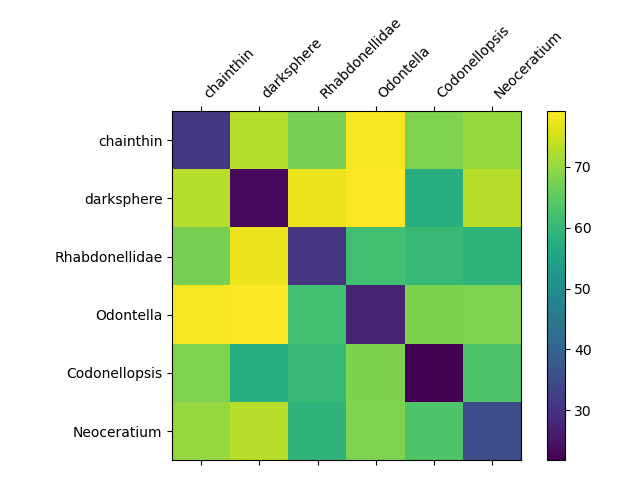 chainthin
darksphere
Rhabdonellidae
Odontella
Codonellopsis
Neoceratium
chainthin
darksphere
Rhabdonellidae
Odontella
Codonellopsis
Neoceratium
70
60
50
40
30